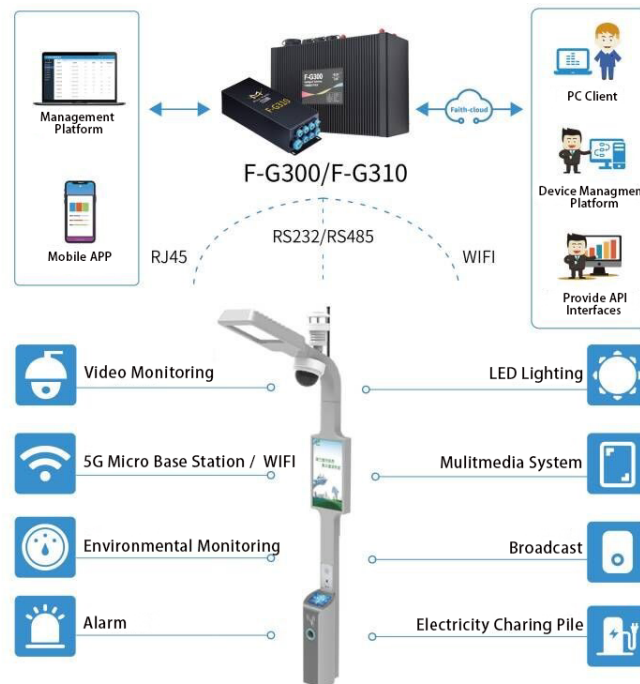 F-G300
F-G310
Management
Platform
Mobile APP
Faith-cloud
PC Client
Device Managmen
Platform
Provide API
Interfaces
F-G300/F-G310
RJ45
RS232/RS485
WIFI
Video Monitoring
LED Lighting
5G Micro Base Station / WIFI
Mulitmedia System
Environmental Monitoring
Broadcast
Alarm
Electricity Charing Pile